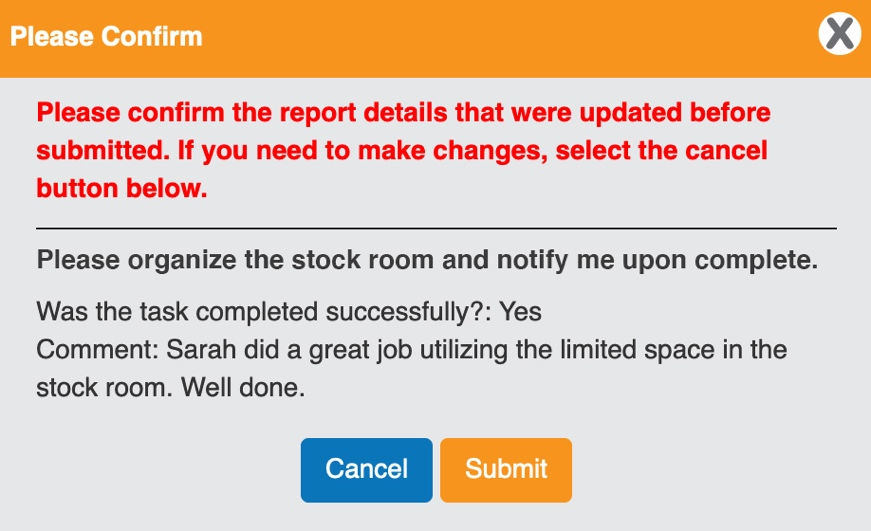 Please Confirm
X
Please confirm the report details that were updated before
submitted. If you need to make changes, select the cancel
button below.
Please organize the stock room and notify me upon complete.
Was the task completed successfully?: Yes
Comment: Sarah did a great job utilizing the limited space in the
stock room. Well done.
Cancel Submit